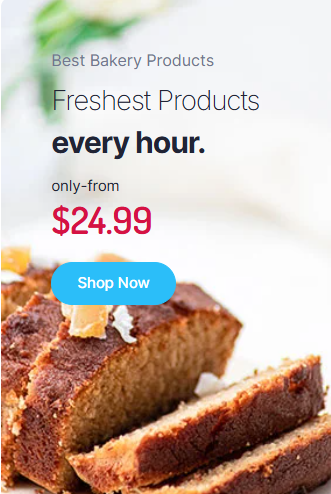 Best Bakery Products
Freshest Products
every hour.
only-from
$24.99
Shop Now